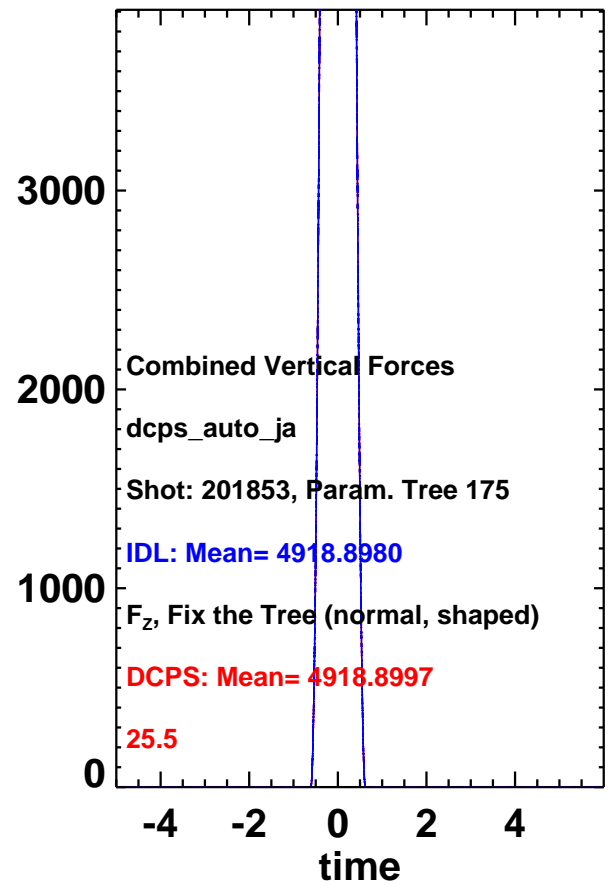 3000
2000
1000
0
Combined Vertical Forces
dcps_auto_ja
Shot: 201853, Param. Tree 175
IDL: Mean= 4918.8980
F_Z, Fix the Tree (normal, shaped)
DCPS: Mean= 4918.8997
25.5
-4 -2 0 2 4
time